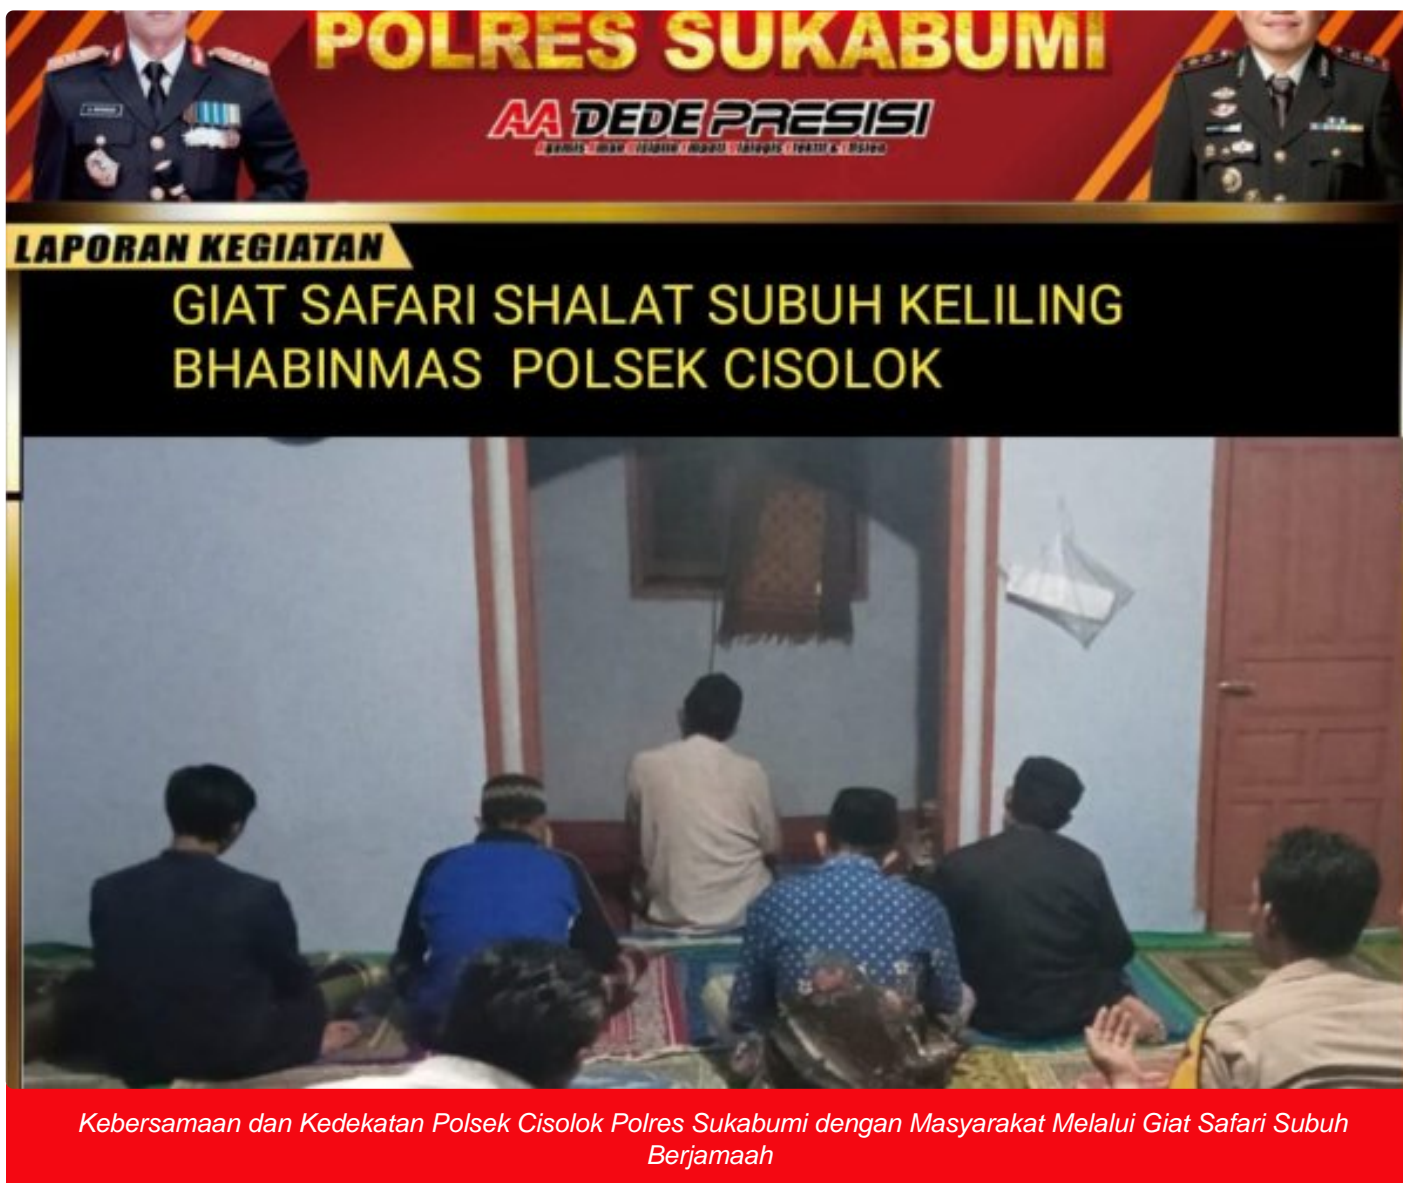 POLRES SUKABUMI
AA DEDE PRESISI
LAPORAN KEGIATAN
GIAT SAFARI SHALAT SUBUH KELILING
BHABINMAS POLSEK CISOLOK
Kebersamaan dan Kedekatan Polsek Cisolok Polres Sukabumi dengan Masyarakat Melalui Giat Safari Subuh
Berjamaah